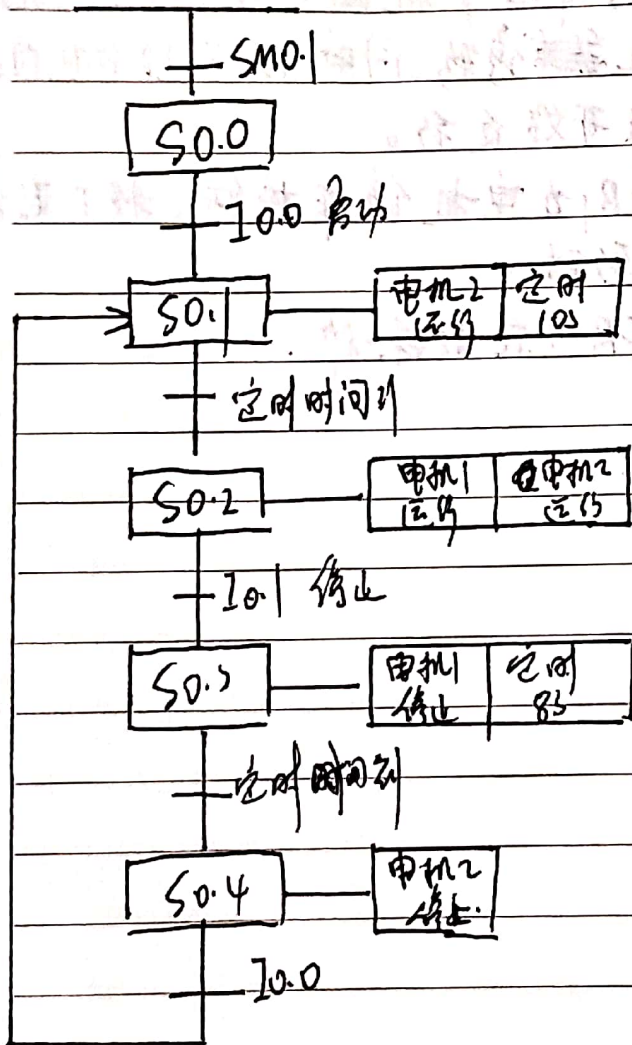 SM0.1
S0.0
I0.0 启动
S0.1
电机2 运行
定时 10S
定时时间到
S0.2
电机1 运行
电机2 运行
I0.1 停止
S0.3
电机1 停止
定时 8S
定时时间到
S0.4
电机2 停止
I0.0